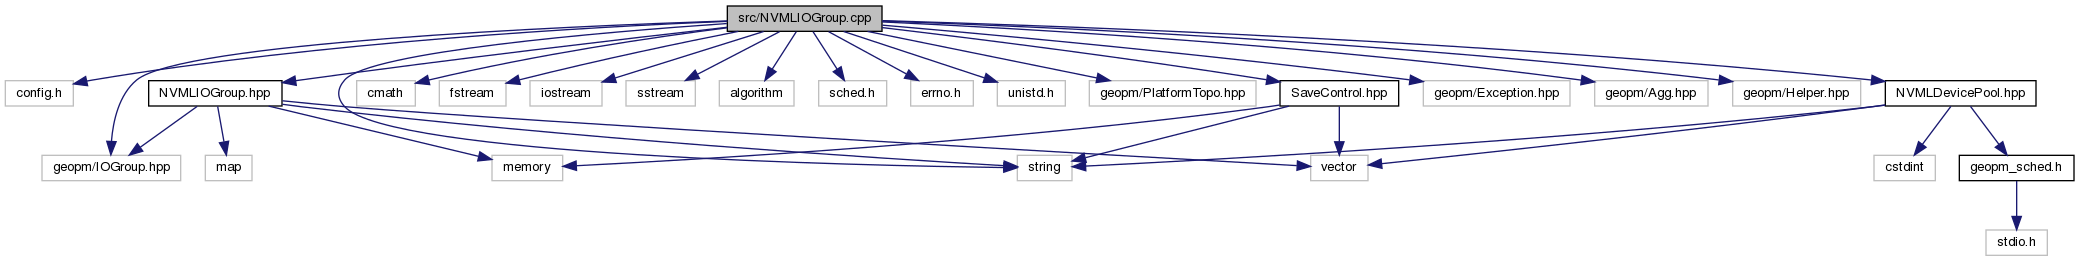 src/NVMLIOGroup.cpp
config.h
NVMLIOGroup.hpp
cmath
fstream
iostream
sstream
algorithm
sched.h
errno.h
unistd.h
geopm/PlatformTopo.hpp
SaveControl.hpp
geopm/Exception.hpp
geopm/Agg.hpp
geopm/Helper.hpp
NVMLDevicePool.hpp
geopm/IOGroup.hpp
map
memory
string
vector
cstdint
geopm_sched.h
stdio.h